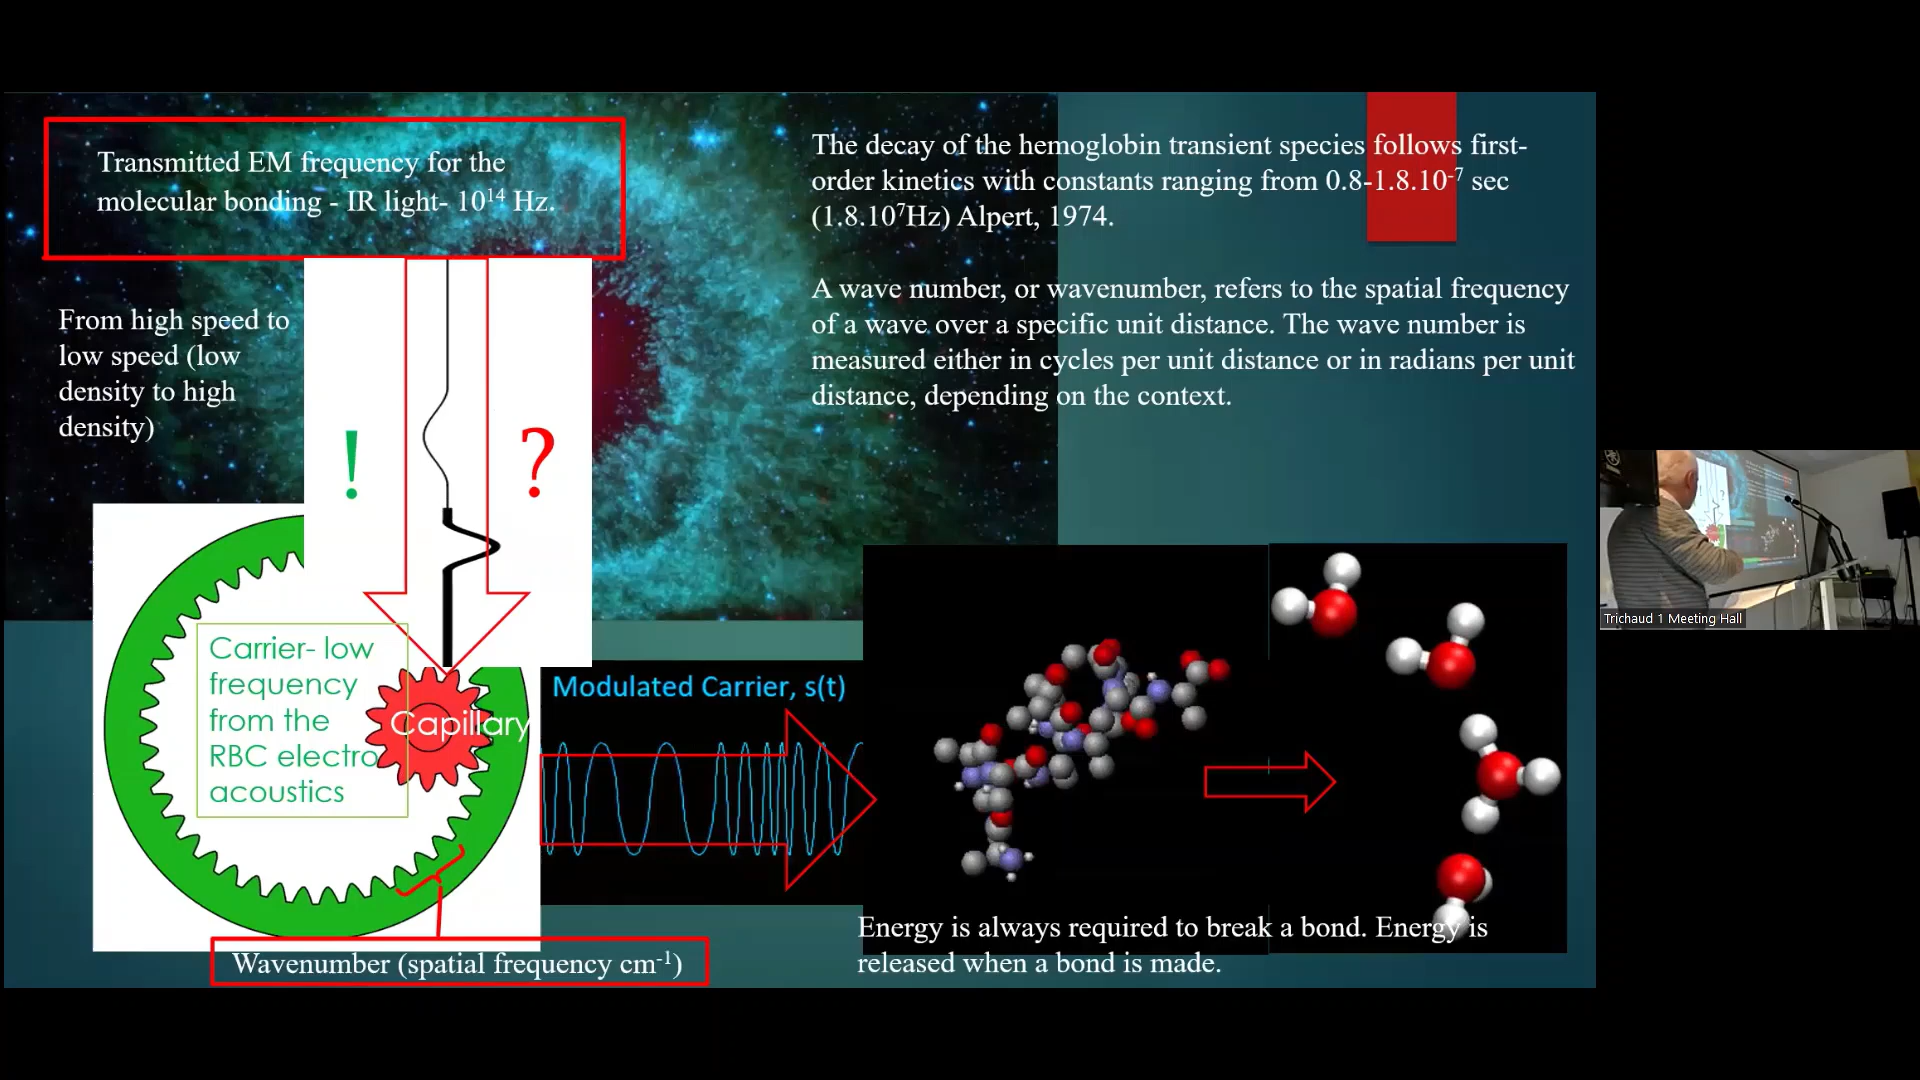 Transmitted EM frequency for the
molecular bonding - IR light- 10¹⁴ Hz.
From high speed to
low speed (low
density to high
density)
!
?
Carrier- low
frequency
from the
RBC electro
acoustics
Capillary
Wavenumber (spatial frequency cm⁻¹)
Modulated Carrier, s(t)
The decay of the hemoglobin transient species follows first-
order kinetics with constants ranging from 0.8-1.8.10⁻⁷ sec
(1.8.10⁷Hz) Alpert, 1974.
A wave number, or wavenumber, refers to the spatial frequency
of a wave over a specific unit distance. The wave number is
measured either in cycles per unit distance or in radians per unit
distance, depending on the context.
Energy is always required to break a bond. Energy is
released when a bond is made.
Trichaud 1 Meeting Hall